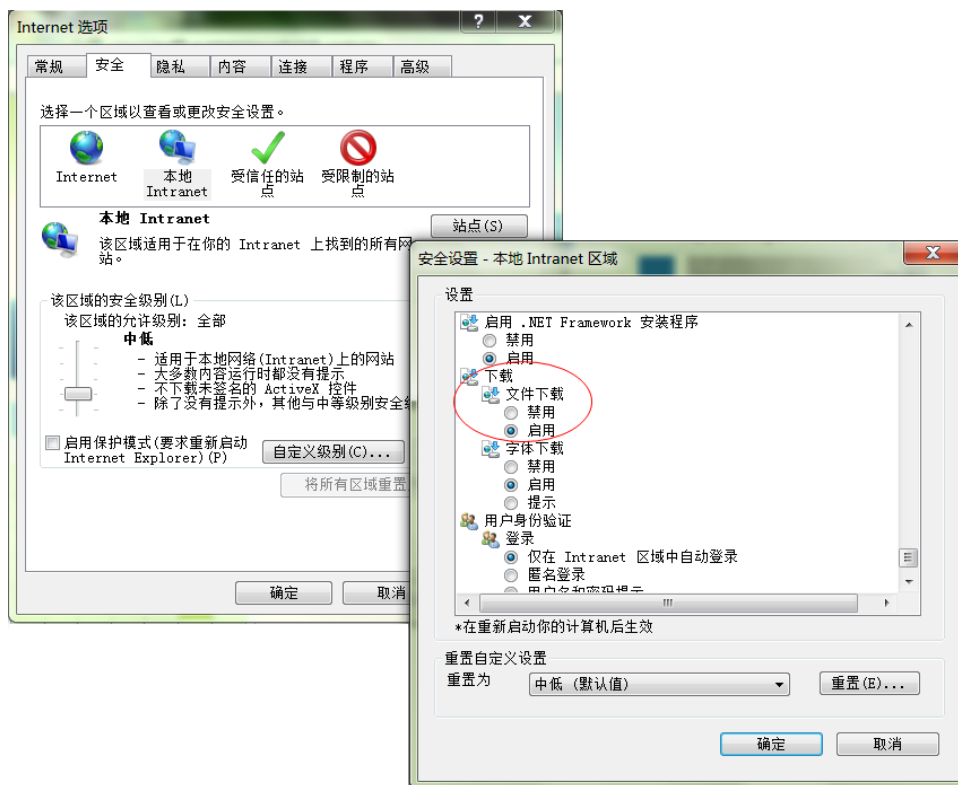 Internet 选项
常规 安全 隐私 内容 连接 程序 高级
选择一个区域以查看或更改安全设置。
Internet
本地
Intranet
受信任的站
点
受限制的站
点
本地 Intranet
站点(S)
该区域适用于在你的 Intranet 上找到的所有网
站。
该区域的安全级别(L)
该区域的允许级别: 全部
中低
- 适用于本地网络(Intranet)上的网站
- 大多数内容运行时都没有提示
- 不下载未签名的 ActiveX 控件
- 除了没有提示外,其他与中等级别安全
启用保护模式(要求重新启动
Internet Explorer)(P)
自定义级别(C)...
将所有区域重置
确定 取消
安全设置 - 本地 Intranet 区域
设置
启用 .NET Framework 安装程序
禁用
启用
下载
文件下载
禁用
启用
字体下载
禁用
启用
提示
用户身份验证
登录
仅在 Intranet 区域中自动登录
匿名登录
用户名和密码提示
*在重新启动你的计算机后生效
重置自定义设置
重置为
中低 (默认值)
重置(E)...
确定 取消